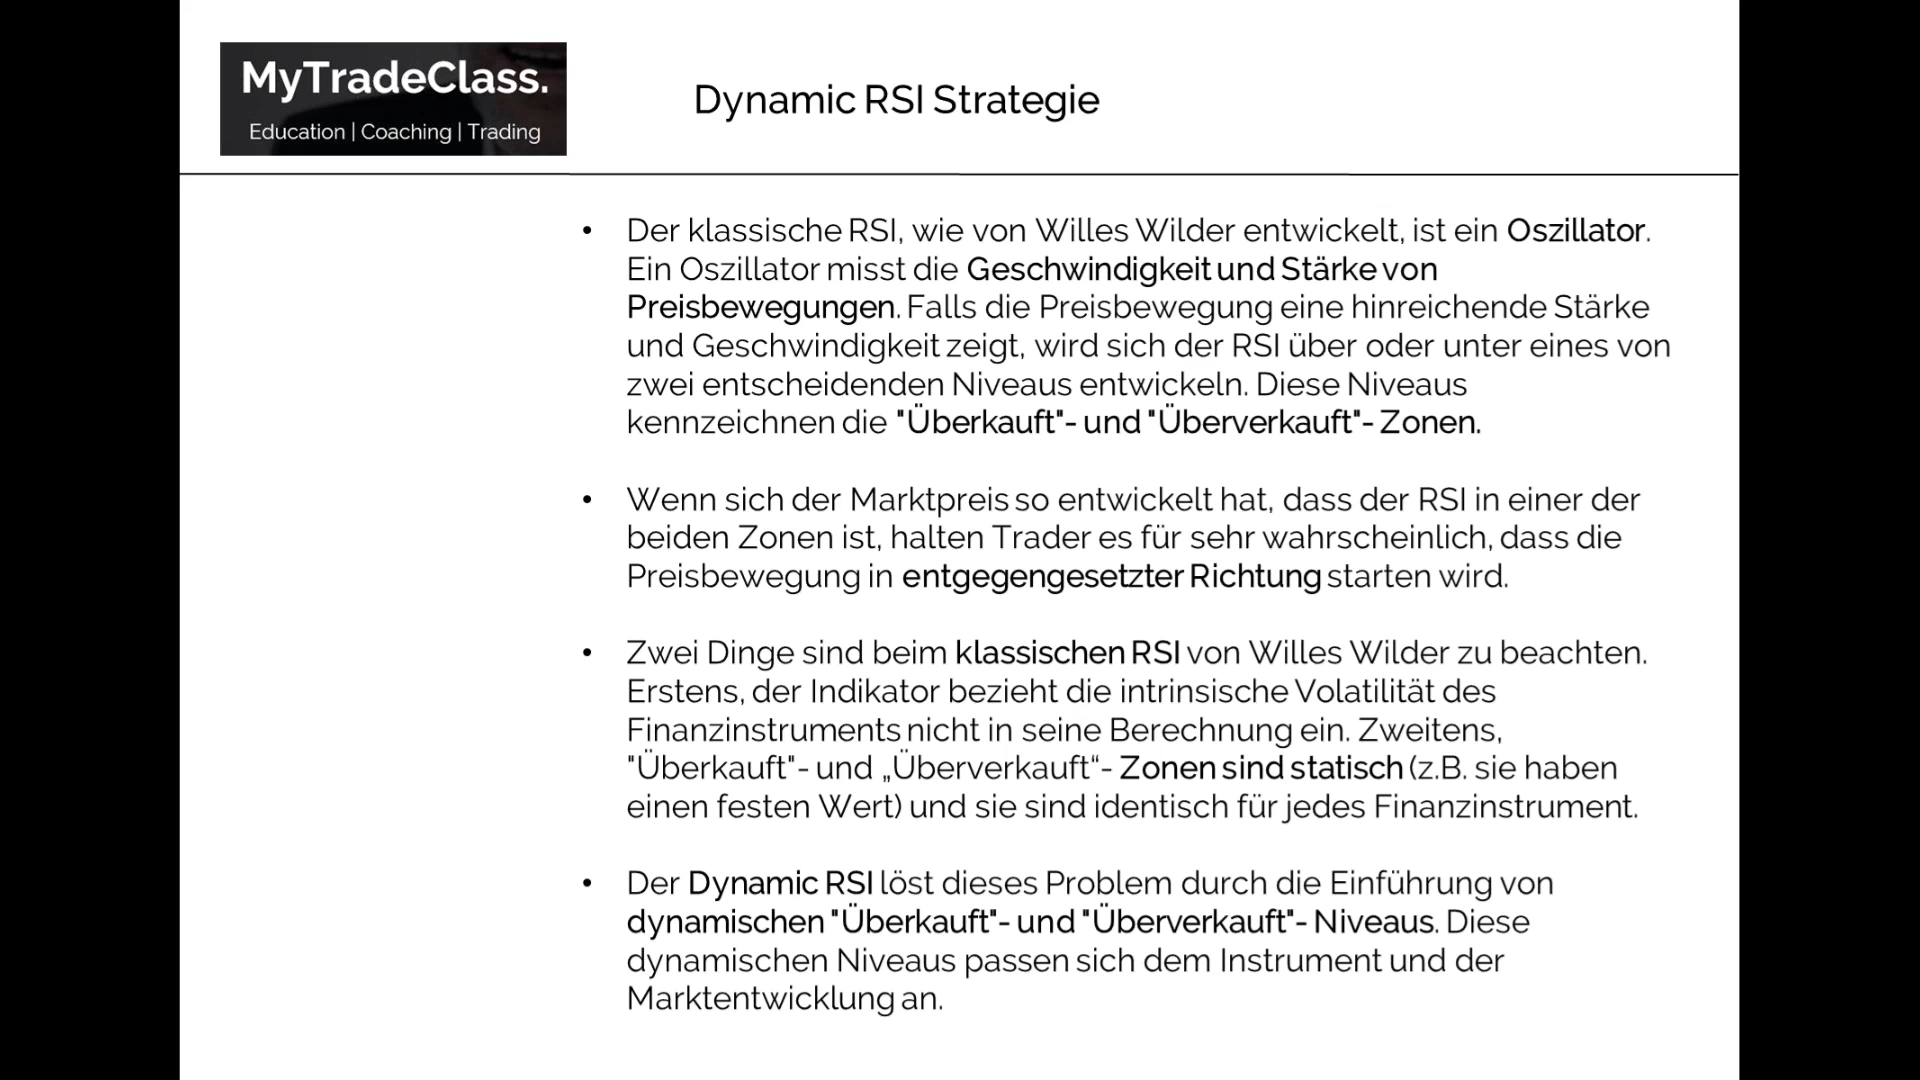 MyTradeClass.
Education | Coaching | Trading
Dynamic RSI Strategie
• Der klassische RSI, wie von Willes Wilder entwickelt, ist ein Oszillator.
Ein Oszillator misst die Geschwindigkeit und Stärke von
Preisbewegungen. Falls die Preisbewegung eine hinreichende Stärke
und Geschwindigkeit zeigt, wird sich der RSI über oder unter eines von
zwei entscheidenden Niveaus entwickeln. Diese Niveaus
kennzeichnen die "Überkauft"- und "Überverkauft"- Zonen.
• Wenn sich der Marktpreis so entwickelt hat, dass der RSI in einer der
beiden Zonen ist, halten Trader es für sehr wahrscheinlich, dass die
Preisbewegung in entgegengesetzter Richtung starten wird.
• Zwei Dinge sind beim klassischen RSI von Willes Wilder zu beachten.
Erstens, der Indikator bezieht die intrinsische Volatilität des
Finanzinstruments nicht in seine Berechnung ein. Zweitens,
"Überkauft"- und „Überverkauft“- Zonen sind statisch (z.B. sie haben
einen festen Wert) und sie sind identisch für jedes Finanzinstrument.
• Der Dynamic RSI löst dieses Problem durch die Einführung von
dynamischen "Überkauft"- und "Überverkauft"- Niveaus. Diese
dynamischen Niveaus passen sich dem Instrument und der
Marktentwicklung an.